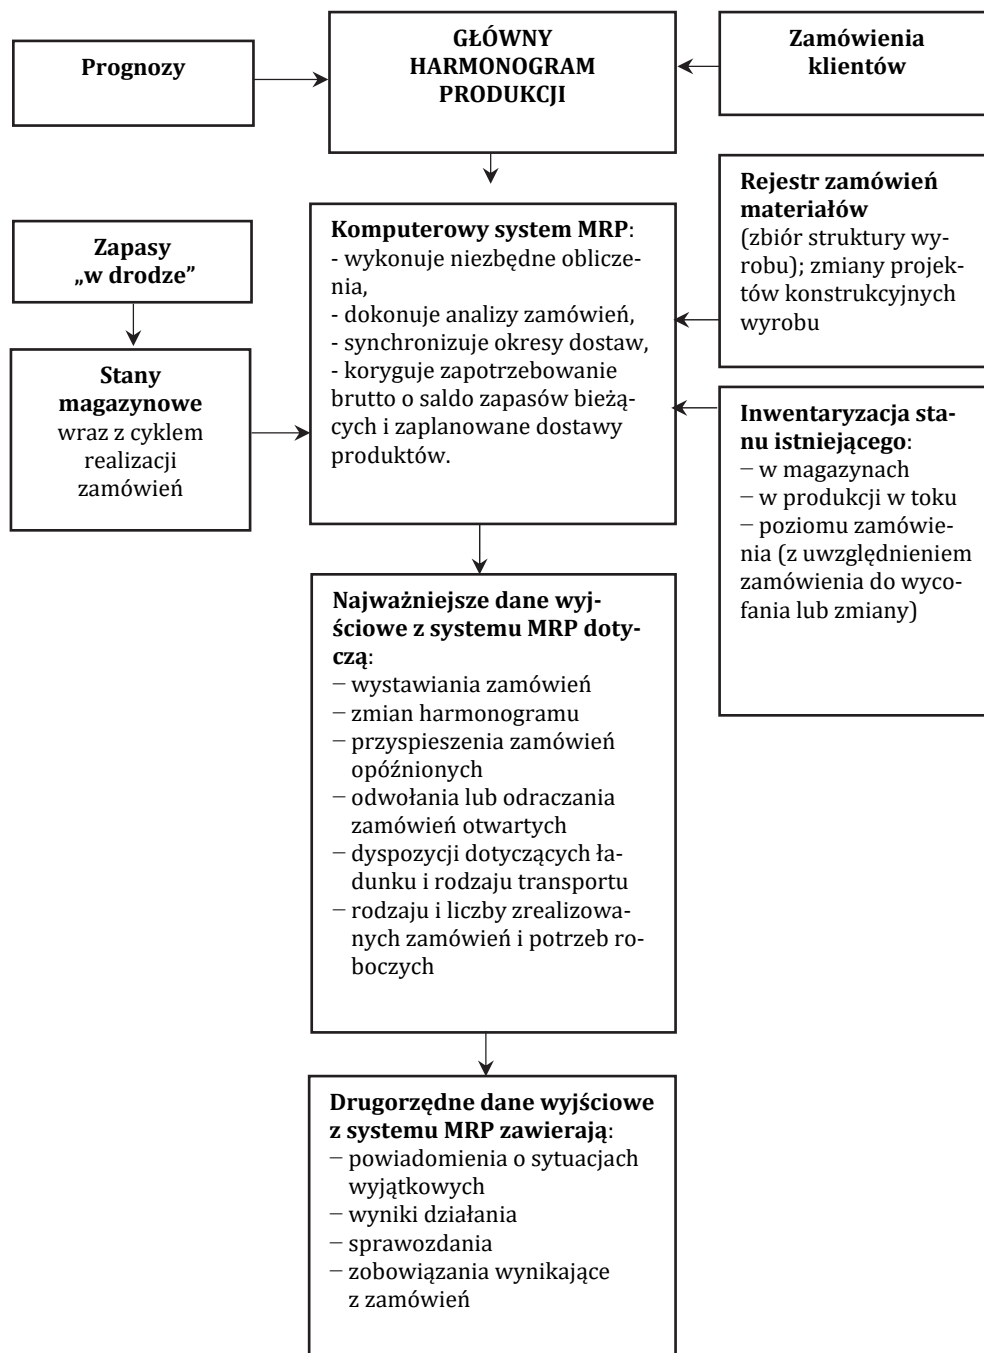 Prognozy
GŁÓWNY
HARMONOGRAM
PRODUKCJI
Zamówienia
klientów
Zapasy
„w drodze”
Stany
magazynowe
wraz z cyklem
realizacji
zamówień
Komputerowy system MRP:
- wykonuje niezbędne oblicze-
nia,
- dokonuje analizy zamówień,
- synchronizuje okresy dostaw,
- koryguje zapotrzebowanie
brutto o saldo zapasów bieżą-
cych i zaplanowane dostawy
produktów.
Rejestr zamówień
materiałów
(zbiór struktury wy-
robu); zmiany projek-
tów konstrukcyjnych
wyrobu
Inwentaryzacja sta-
nu istniejącego:
– w magazynach
– w produkcji w toku
– poziomu zamówie-
nia (z uwzględnieniem
zamówienia do wyco-
fania lub zmiany)
Najważniejsze dane wyj-
ściowe z systemu MRP doty-
czą:
– wystawiania zamówień
– zmian harmonogramu
– przyspieszenia zamówień
opóźnionych
– odwołania lub odraczania
zamówień otwartych
– dyspozycji dotyczących ła-
dunku i rodzaju transportu
– rodzaju i liczby zrealizowa-
nych zamówień i potrzeb ro-
boczych
Drugorzędne dane wyjściowe
z systemu MRP zawierają:
– powiadomienia o sytuacjach
wyjątkowych
– wyniki działania
– sprawozdania
– zobowiązania wynikające
z zamówień